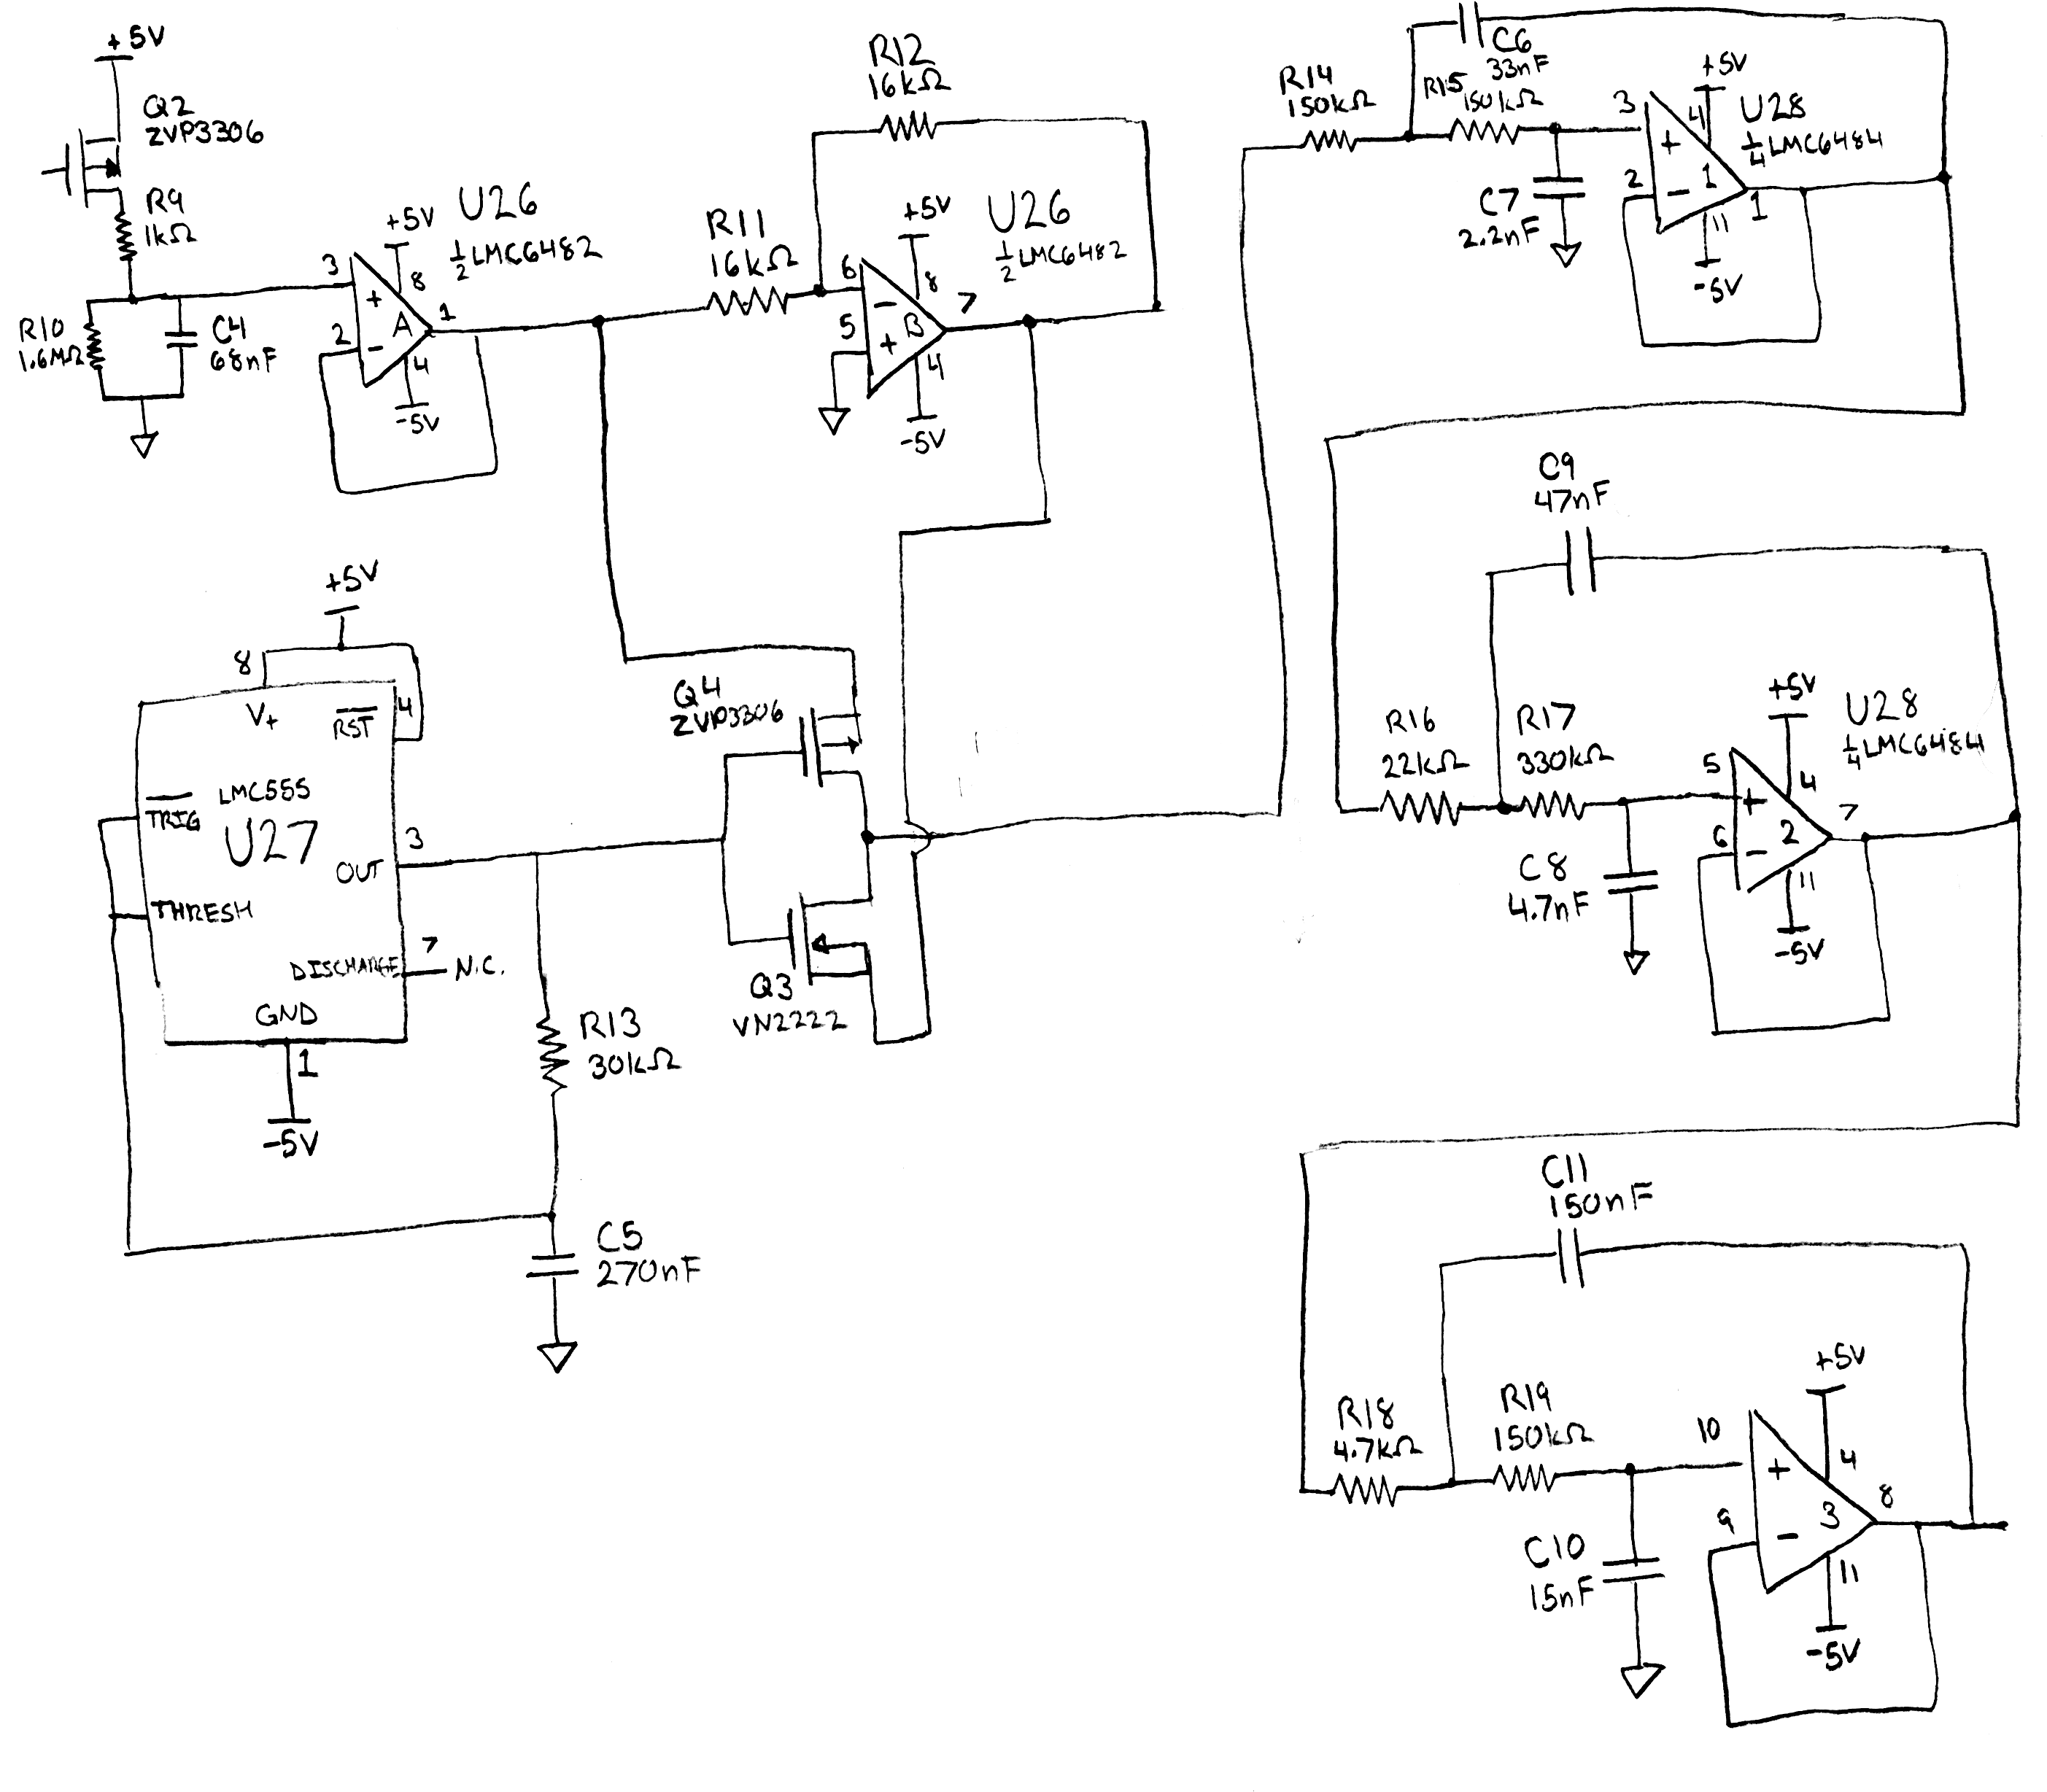 +5V
Q2
ZVP3306
R9
1kΩ
R10
1.6MΩ
C4
68nF
3
2
+
-
A
1
+5V
8
4
-5V
U26
1/2 LMC6482
R11
16kΩ
R12
16kΩ
6
5
-
+
B
7
+5V
8
4
-5V
U26
1/2 LMC6482
+5V
8
4
V+
RST
TRIG
LMC555
U27
3
OUT
THRESH
7
DISCHARGE
N.C.
GND
1
-5V
R13
30kΩ
C5
270nF
Q4
ZVP3306
Q3
VN2222
R14
150kΩ
C6
33nF
R15
150kΩ
C7
2.2nF
3
2
+
-
1
1
+5V
4
11
-5V
U28
1/4 LMC6484
C9
47nF
R16
22kΩ
R17
330kΩ
C8
4.7nF
5
6
+
-
2
7
+5V
4
11
-5V
U28
1/4 LMC6484
C11
150nF
R18
4.7kΩ
R19
150kΩ
C10
15nF
10
9
+
-
3
8
+5V
4
11
-5V